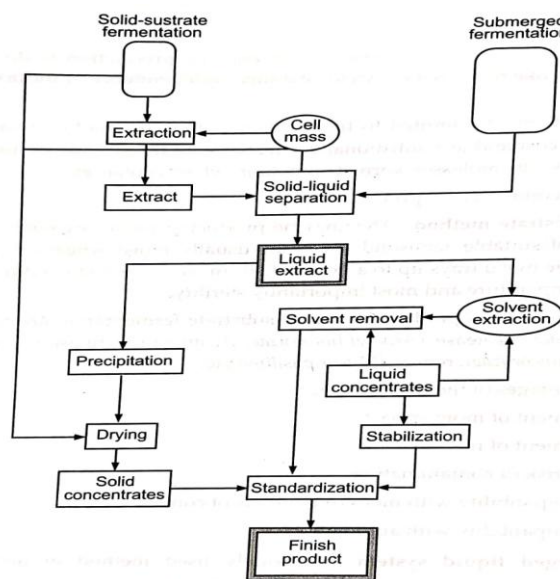 Solid-sustrate
fermentation
Submerged
fermentation
Extraction
Cell
mass
Extract
Solid-liquid
separation
Liquid
extract
Solvent removal
Solvent
extraction
Precipitation
Liquid
concentrates
Drying
Stabilization
Solid
concentrates
Standardization
Finish
product